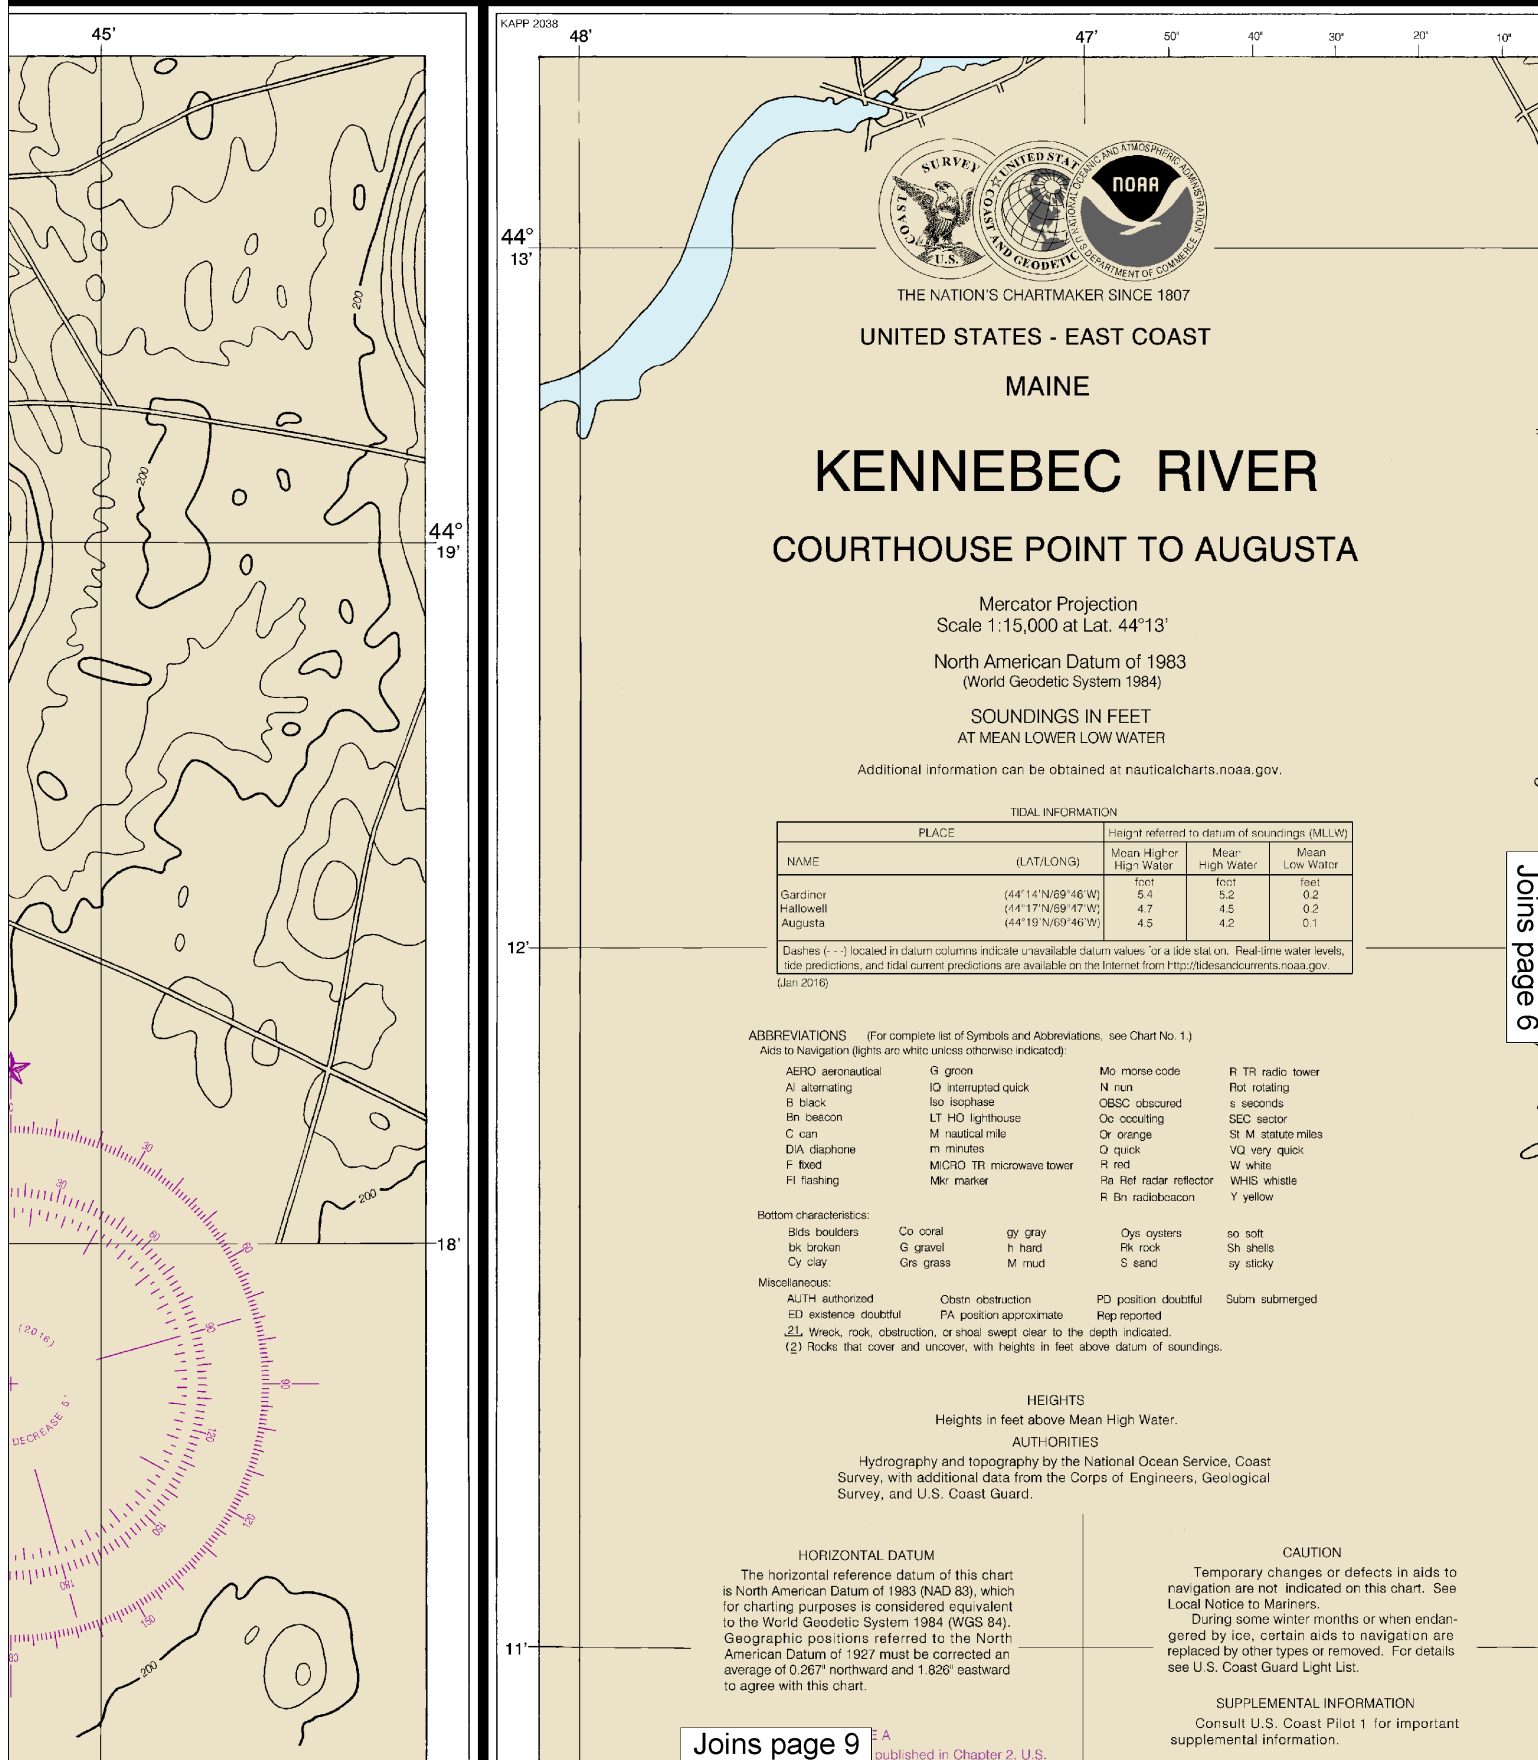 45'
200
200
44°
19'
200
18'
30
60
90
120
150
30
60
90
120
150
180
(2016)
DECREASE 5'
200
KAPP 2038
48'
47'
50"
40"
30"
20"
10"
44°
13'
COAST SURVEY U.S.
UNITED STAT
COAST AND GEODETIC
NATIONAL OCEANIC AND ATMOSPHERIC ADMINISTRATION
NOAA
DEPARTMENT OF COMMERCE
THE NATION'S CHARTMAKER SINCE 1807
UNITED STATES - EAST COAST
MAINE
KENNEBEC RIVER
COURTHOUSE POINT TO AUGUSTA
Mercator Projection
Scale 1:15,000 at Lat. 44°13'
North American Datum of 1983
(World Geodetic System 1984)
SOUNDINGS IN FEET
AT MEAN LOWER LOW WATER
Additional information can be obtained at nauticalcharts.noaa.gov.
TIDAL INFORMATION
PLACE Height referred to datum of soundings (MLLW)
NAME (LAT/LONG) Mean Higher High Water Mean High Water Mean Low Water
feet feet feet
Gardiner (44°14'N/69°46'W) 5.4 5.2 0.2
Hallowell (44°17'N/69°47'W) 4.7 4.5 0.2
Augusta (44°19'N/69°46'W) 4.5 4.2 0.1
Dashes (- - -) located in datum columns indicate unavailable datum values for a tide station. Real-time water levels,
tide predictions, and tidal current predictions are available on the Internet from http://tidesandcurrents.noaa.gov.
(Jan 2016)
12'
Joins page 6
ABBREVIATIONS (For complete list of Symbols and Abbreviations, see Chart No. 1.)
Aids to Navigation (lights are white unless otherwise indicated):
AERO aeronautical G green Mo morse code R TR radio tower
Al alternating IQ interrupted quick N nun Rot rotating
B black Iso isophase OBSC obscured s seconds
Bn beacon LT HO lighthouse Oc occulting SEC sector
C can M nautical mile Or orange St M statute miles
DIA diaphone m minutes Q quick VQ very quick
F fixed MICRO TR microwave tower R red W white
Fl flashing Mkr marker Ra Ref radar reflector WHIS whistle
R Bn radiobeacon Y yellow
Bottom characteristics:
Blds boulders Co coral gy gray Oys oysters so soft
bk broken G gravel h hard Rk rock Sh shells
Cy clay Grs grass M mud S sand sy sticky
Miscellaneous:
AUTH authorized Obstn obstruction PD position doubtful Subm submerged
ED existence doubtful PA position approximate Rep reported
21, Wreck, rock, obstruction, or shoal swept clear to the depth indicated.
(2) Rocks that cover and uncover, with heights in feet above datum of soundings.
HEIGHTS
Heights in feet above Mean High Water.
AUTHORITIES
Hydrography and topography by the National Ocean Service, Coast
Survey, with additional data from the Corps of Engineers, Geological
Survey, and U.S. Coast Guard.
HORIZONTAL DATUM
The horizontal reference datum of this chart
is North American Datum of 1983 (NAD 83), which
for charting purposes is considered equivalent
to the World Geodetic System 1984 (WGS 84).
Geographic positions referred to the North
American Datum of 1927 must be corrected an
average of 0.267" northward and 1.826" eastward
to agree with this chart.
CAUTION
Temporary changes or defects in aids to
navigation are not indicated on this chart. See
Local Notice to Mariners.
During some winter months or when endan-
gered by ice, certain aids to navigation are
replaced by other types or removed. For details
see U.S. Coast Guard Light List.
SUPPLEMENTAL INFORMATION
Consult U.S. Coast Pilot 1 for important
supplemental information.
11'
Joins page 9
E A
published in Chapter 2, U.S.